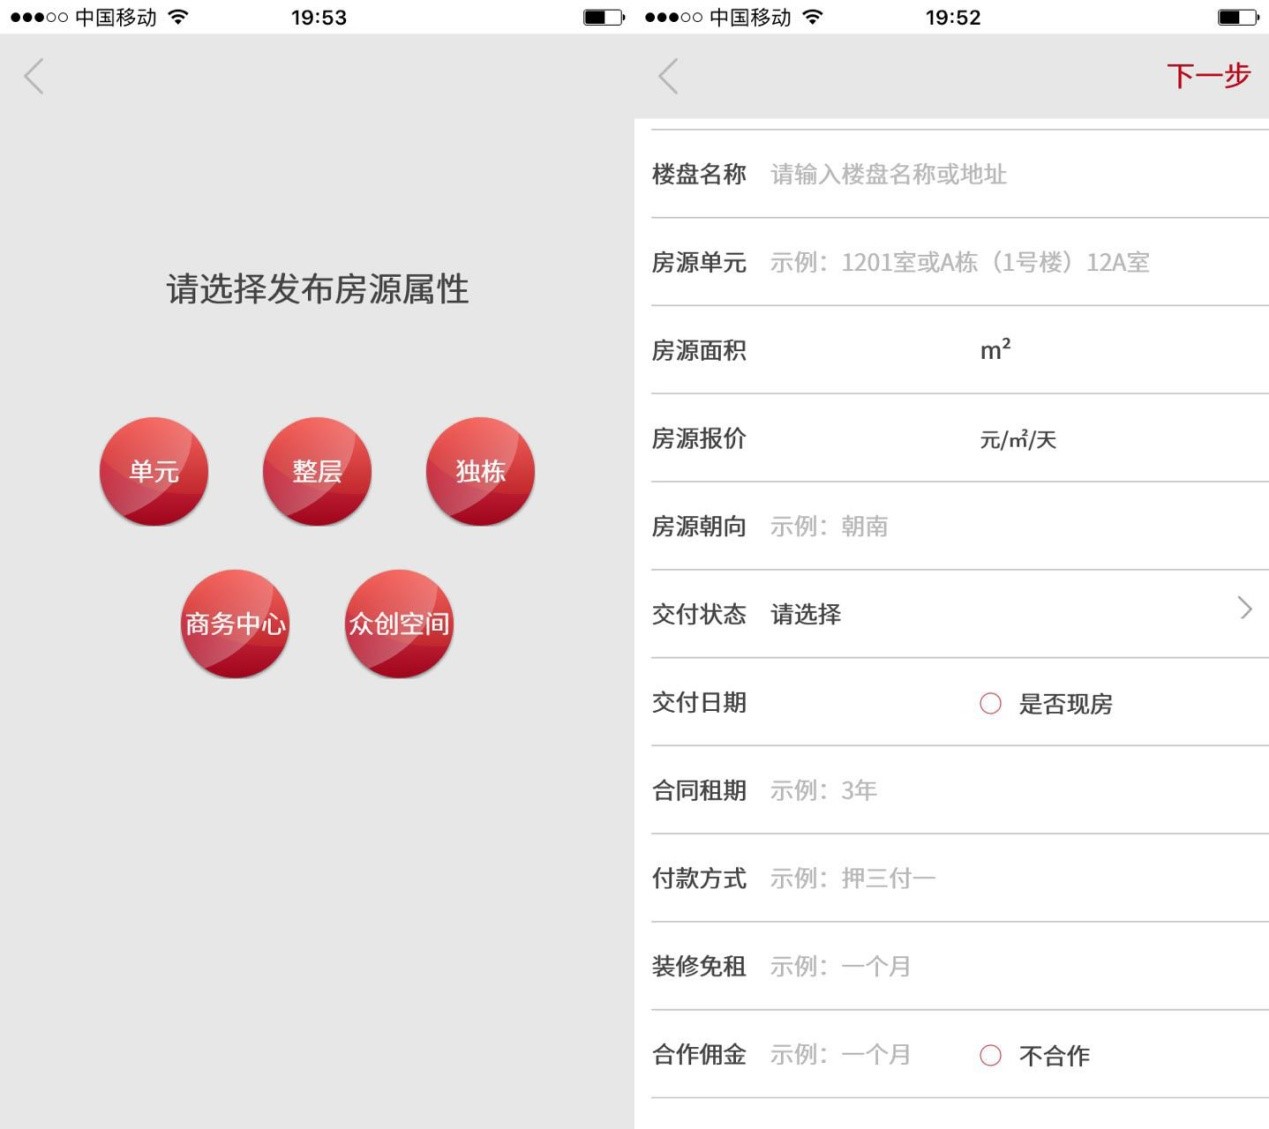 中国移动 19:53
请选择发布房源属性
单元 整层 独栋
商务中心 众创空间
中国移动 19:52
下一步
楼盘名称 请输入楼盘名称或地址
房源单元 示例：1201室或A栋（1号楼）12A室
房源面积 m²
房源报价 元/㎡/天
房源朝向 示例：朝南
交付状态 请选择
交付日期 是否现房
合同租期 示例：3年
付款方式 示例：押三付一
装修免租 示例：一个月
合作佣金 示例：一个月 不合作